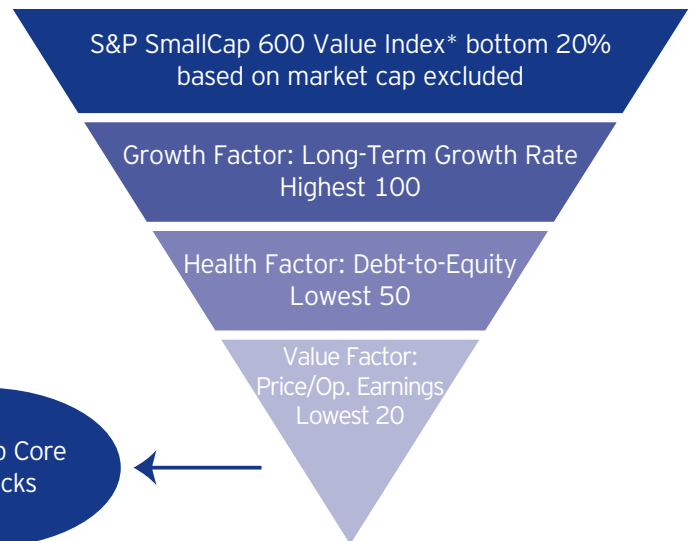 S&P SmallCap 600 Value Index* bottom 20%
based on market cap excluded
Growth Factor: Long-Term Growth Rate
Highest 100
Health Factor: Debt-to-Equity
Lowest 50
Value Factor:
Price/Op. Earnings
Lowest 20
Core